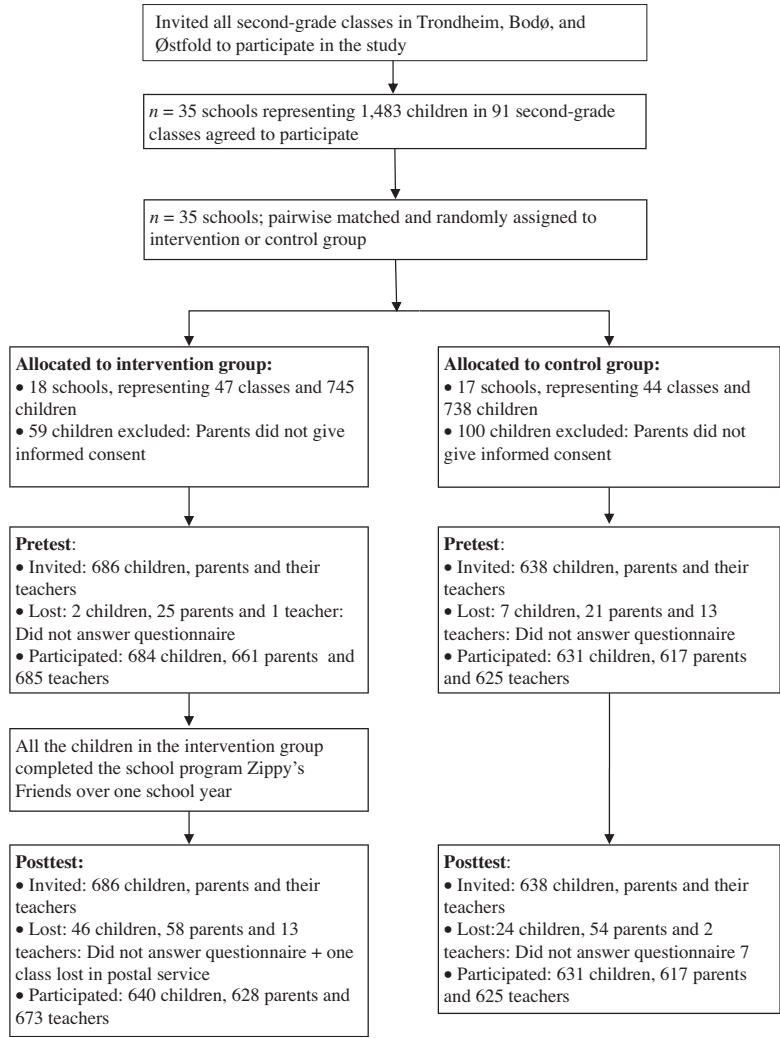 Invited all second-grade classes in Trondheim, Bodø, and
Østfold to participate in the study
n = 35 schools representing 1,483 children in 91 second-grade
classes agreed to participate
n = 35 schools; pairwise matched and randomly assigned to
intervention or control group
Allocated to intervention group:
• 18 schools, representing 47 classes and 745
children
• 59 children excluded: Parents did not give
informed consent
Allocated to control group:
• 17 schools, representing 44 classes and
738 children
• 100 children excluded: Parents did not
give informed consent
Pretest:
• Invited: 686 children, parents and their
teachers
• Lost: 2 children, 25 parents and 1 teacher:
Did not answer questionnaire
• Participated: 684 children, 661 parents and
685 teachers
Pretest:
• Invited: 638 children, parents and their
teachers
• Lost: 7 children, 21 parents and 13
teachers: Did not answer questionnaire
• Participated: 631 children, 617 parents
and 625 teachers
All the children in the intervention group
completed the school program Zippy's
Friends over one school year
Posttest:
• Invited: 686 children, parents and their
teachers
• Lost: 46 children, 58 parents and 13
teachers: Did not answer questionnaire + one
class lost in postal service
• Participated: 640 children, 628 parents and
673 teachers
Posttest:
• Invited: 638 children, parents and their
teachers
• Lost:24 children, 54 parents and 2
teachers: Did not answer questionnaire 7
• Participated: 631 children, 617 parents
and 625 teachers